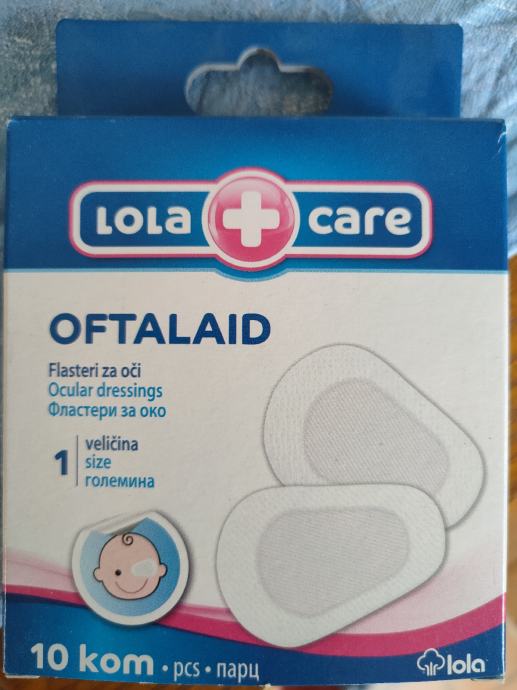 LOLA + care
OFTALAID
Flasteri za oči
Ocular dressings
Фластери за око
1
veličina
size
големина
10 kom • pcs • парц
lola